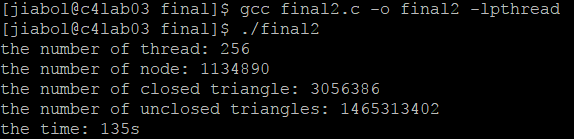 [jiabol@c4lab03 final]$ gcc final2.c -o final2 -lpthread
[jiabol@c4lab03 final]$ ./final2
the number of thread: 256
the number of node: 1134890
the number of closed triangle: 3056386
the number of unclosed triangles: 1465313402
the time: 135s